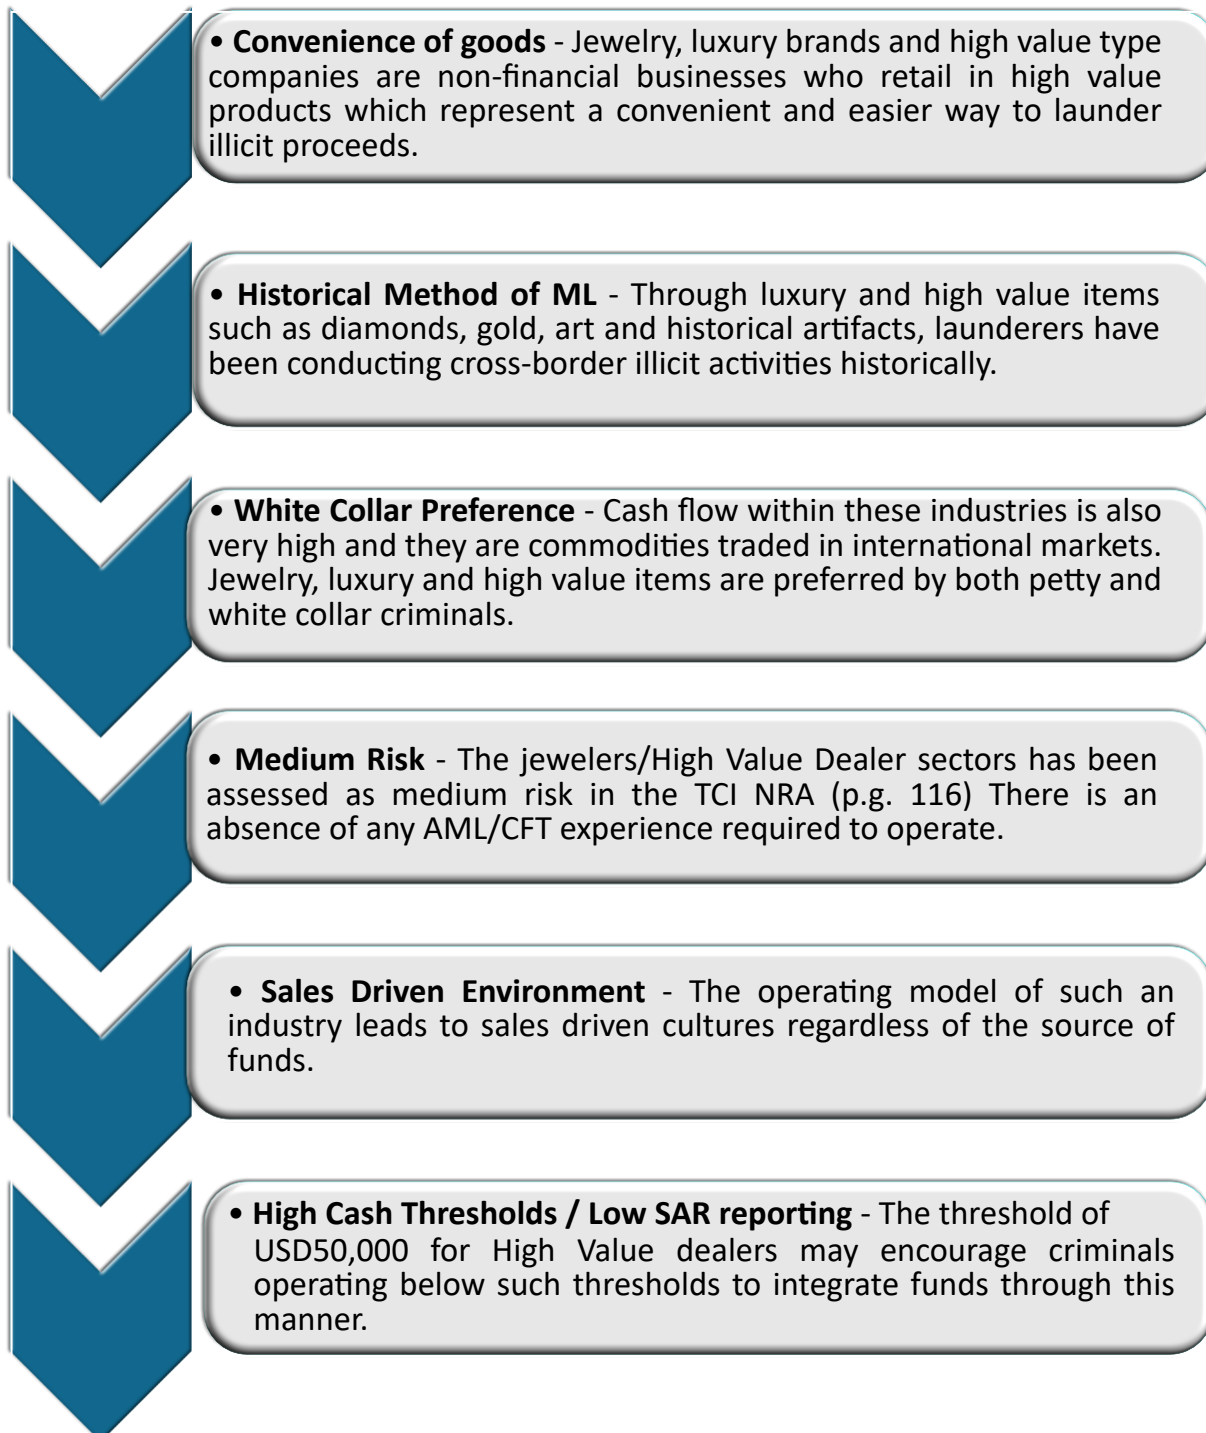 • Convenience of goods - Jewelry, luxury brands and high value type
companies are non-financial businesses who retail in high value
products which represent a convenient and easier way to launder
illicit proceeds.
• Historical Method of ML - Through luxury and high value items
such as diamonds, gold, art and historical artifacts, launderers have
been conducting cross-border illicit activities historically.
• White Collar Preference - Cash flow within these industries is also
very high and they are commodities traded in international markets.
Jewelry, luxury and high value items are preferred by both petty and
white collar criminals.
• Medium Risk - The jewelers/High Value Dealer sectors has been
assessed as medium risk in the TCI NRA (p.g. 116) There is an
absence of any AML/CFT experience required to operate.
• Sales Driven Environment - The operating model of such an
industry leads to sales driven cultures regardless of the source of
funds.
• High Cash Thresholds / Low SAR reporting - The threshold of
USD50,000 for High Value dealers may encourage criminals
operating below such thresholds to integrate funds through this
manner.